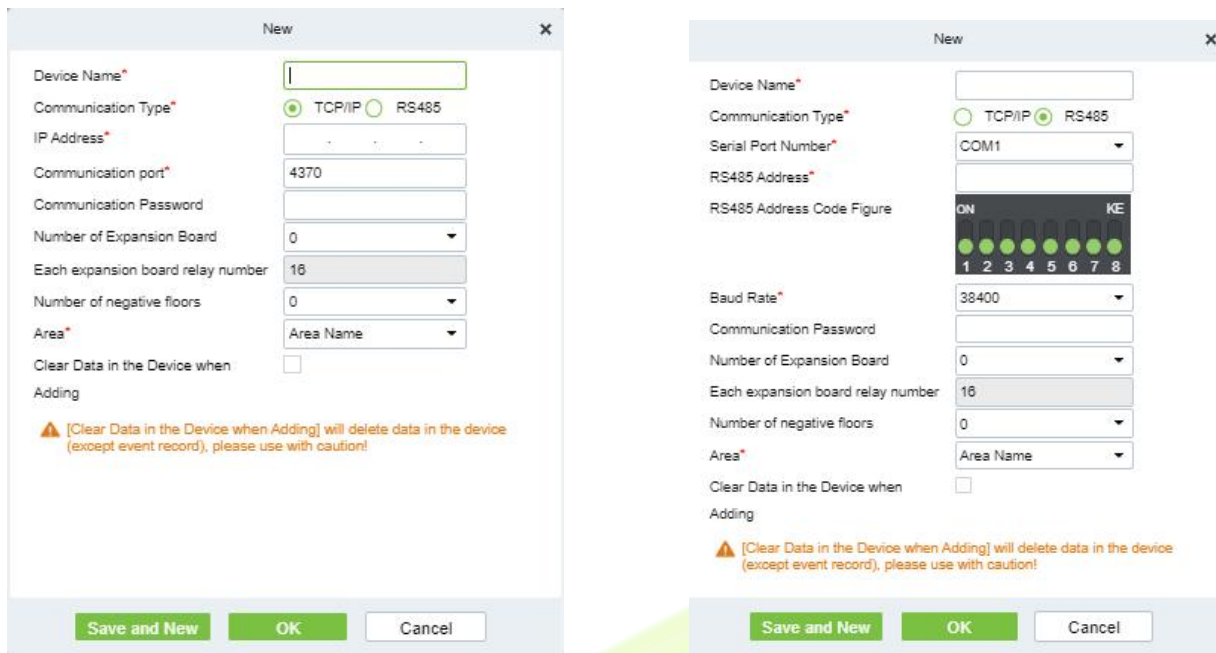 New ×
Device Name*
Communication Type* TCP/IP RS485
IP Address* . . .
Communication port* 4370
Communication Password
Number of Expansion Board 0
Each expansion board relay number 16
Number of negative floors 0
Area* Area Name
Clear Data in the Device when
Adding
[Clear Data in the Device when Adding] will delete data in the device
(except event record), please use with caution!
Save and New OK Cancel
New ×
Device Name*
Communication Type* TCP/IP RS485
Serial Port Number* COM1
RS485 Address*
RS485 Address Code Figure ON KE
1 2 3 4 5 6 7 8
Baud Rate* 38400
Communication Password
Number of Expansion Board 0
Each expansion board relay number 16
Number of negative floors 0
Area* Area Name
Clear Data in the Device when
Adding
[Clear Data in the Device when Adding] will delete data in the device
(except event record), please use with caution!
Save and New OK Cancel